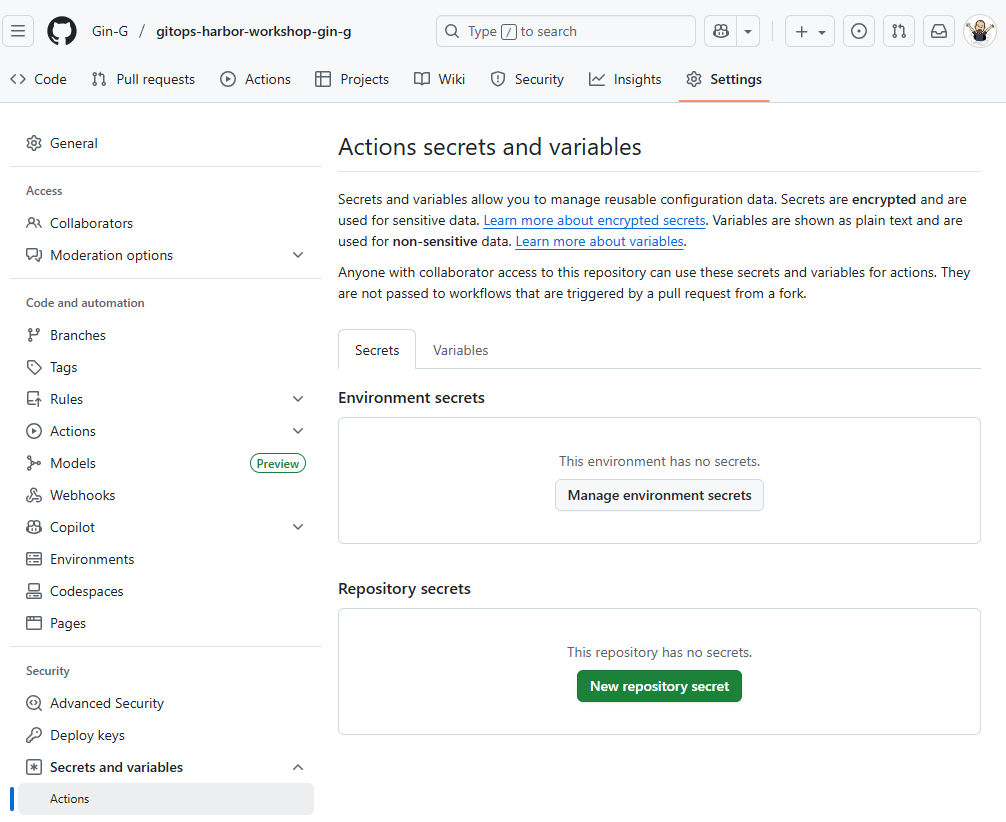 Gin-G / gitops-harbor-workshop-gin-g
Type / to search
Code
Pull requests
Actions
Projects
Wiki
Security
Insights
Settings
General
Access
Collaborators
Moderation options
Code and automation
Branches
Tags
Rules
Actions
Models
Preview
Webhooks
Copilot
Environments
Codespaces
Pages
Security
Advanced Security
Deploy keys
Secrets and variables
Actions
Actions secrets and variables
Secrets and variables allow you to manage reusable configuration data. Secrets are encrypted and are
used for sensitive data. Learn more about encrypted secrets. Variables are shown as plain text and are
used for non-sensitive data. Learn more about variables.
Anyone with collaborator access to this repository can use these secrets and variables for actions. They
are not passed to workflows that are triggered by a pull request from a fork.
Secrets
Variables
Environment secrets
This environment has no secrets.
Manage environment secrets
Repository secrets
This repository has no secrets.
New repository secret